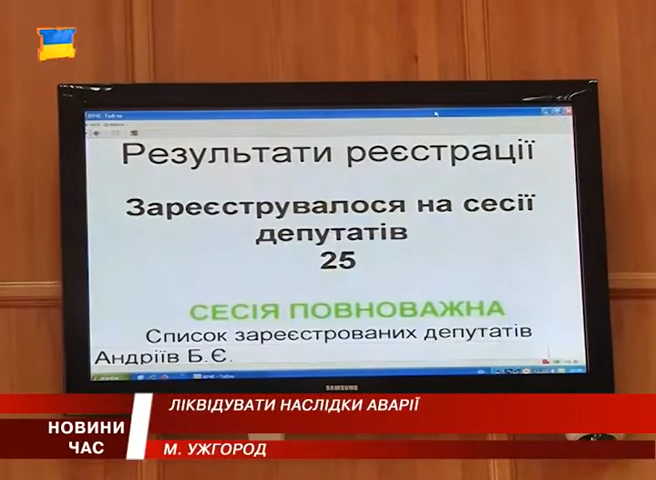 Результати реєстрації
Зареєструвалося на сесії
депутатів
25
СЕСІЯ ПОВНОВАЖНА
Список зареєстрованих депутатів
Андріїв Б.Є.
SAMSUNG
ЛІКВІДУВАТИ НАСЛІДКИ АВАРІЇ
НОВИНИ
ЧАС
М. УЖГОРОД